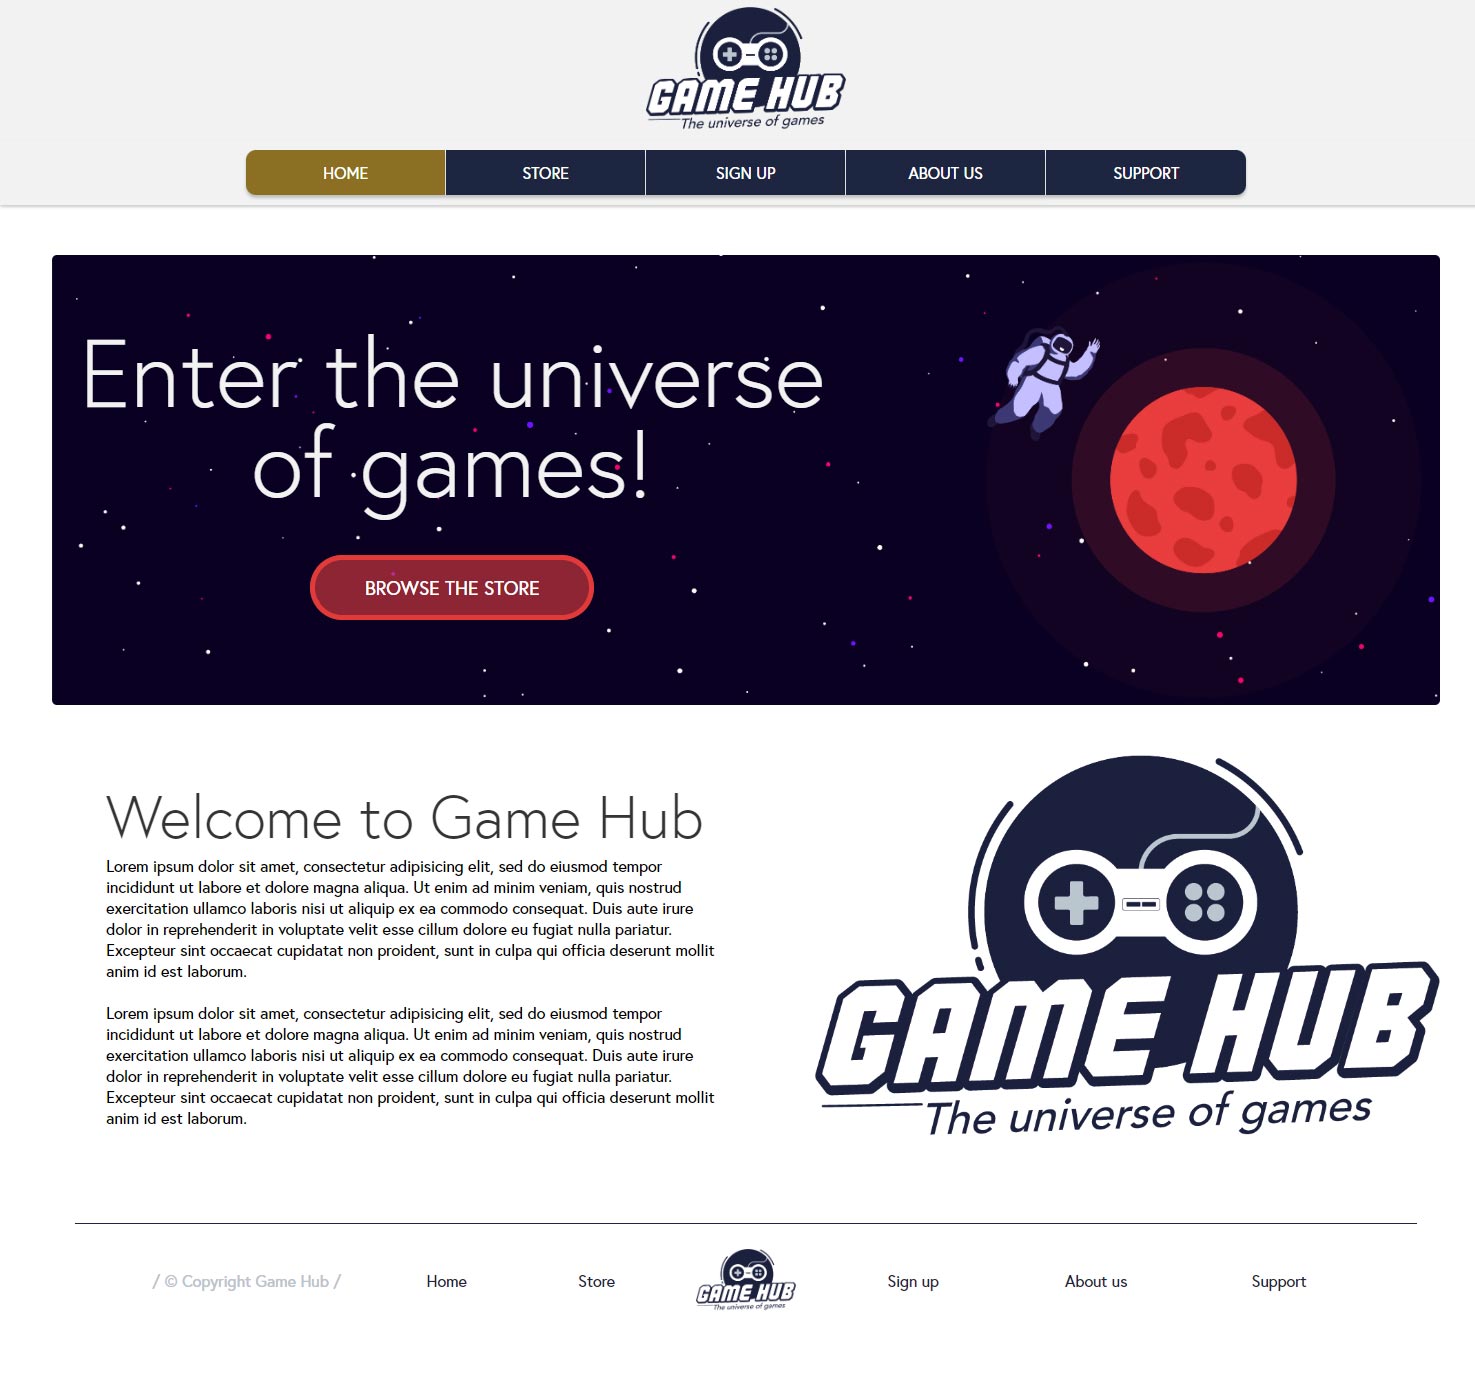 GAME HUB
The universe of games
HOME
STORE
SIGN UP
ABOUT US
SUPPORT
Enter the universe
of games!
BROWSE THE STORE
Welcome to Game Hub
Lorem ipsum dolor sit amet, consectetur adipisicing elit, sed do eiusmod tempor
incididunt ut labore et dolore magna aliqua. Ut enim ad minim veniam, quis nostrud
exercitation ullamco laboris nisi ut aliquip ex ea commodo consequat. Duis aute irure
dolor in reprehenderit in voluptate velit esse cillum dolore eu fugiat nulla pariatur.
Excepteur sint occaecat cupidatat non proident, sunt in culpa qui officia deserunt mollit
anim id est laborum.
Lorem ipsum dolor sit amet, consectetur adipisicing elit, sed do eiusmod tempor
incididunt ut labore et dolore magna aliqua. Ut enim ad minim veniam, quis nostrud
exercitation ullamco laboris nisi ut aliquip ex ea commodo consequat. Duis aute irure
dolor in reprehenderit in voluptate velit esse cillum dolore eu fugiat nulla pariatur.
Excepteur sint occaecat cupidatat non proident, sunt in culpa qui officia deserunt mollit
anim id est laborum.
GAME HUB
The universe of games
/ © Copyright Game Hub /
Home
Store
GAME HUB
The universe of games
Sign up
About us
Support